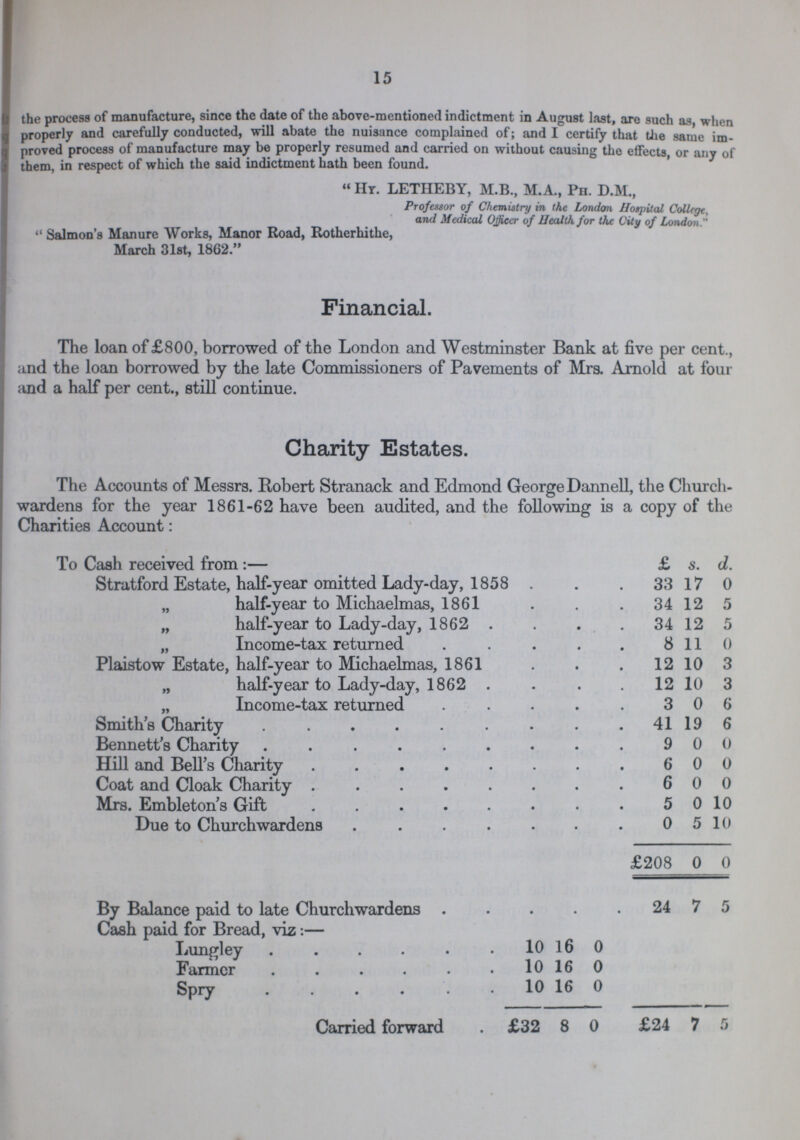 15
the process of manufacture, since the date of the above-mentioned indictment in August last, are such as, when
properly and carefully conducted, will abate the nuisance complained of; and I certify that the same im-
proved process of manufacture may be properly resumed and carried on without causing the effects, or any of
them, in respect of which the said indictment hath been found.
"Hy. LETHEBY, M.B., M.A., Ph. D.M.,
Professor of Chemistry in the London Hospital College,
and Medical Officer of Health for the City of London."
"Salmon's Manure Works, Manor Road, Rotherhithe,
March 31st, 1862."
Financial.
The loan of £800, borrowed of the London and Westminster Bank at five per cent.,
and the loan borrowed by the late Commissioners of Pavements of Mrs. Arnold at four
and a half per cent., still continue.
Charity Estates.
The Accounts of Messrs. Robert Stranack and Edmond George Dannell, the Church-
wardens for the year 1861-62 have been audited, and the following is a copy of the
Charities Account:
To Cash received from:— £ s. d.
Stratford Estate, half-year omitted Lady-day, 1858 . . . 33 17 0
„ half-year to Michaelmas, 1861 . . . 34 12 5
„ half-year to Lady-day, 1862 . . . . 34 12 5
„ Income-tax returned . . . . . 8 11 0
Plaistow Estate, half-year to Michaelmas, 1861 . . . 12 10 3
„ half-year to Lady-day, 1862 . . . . 12 10 3
„ Income-tax returned . . . . . 3 0 6
Smith's Charity . . . . . . . . . 41 19 6
Bennett's Charity . . . . . . . . . 9 0 0
Hill and Bell's Charity . . . . . . . . 6 0 0
Coat and Cloak Charity . . . . . . . . 6 0 0
Mrs. Embleton's Gift . . . . . . . . 5 0 10
Due to Churchwardens . . . . . . . 0 5 10
£208 0 0
By Balance paid to late Churchwardens . . . . . 24 7 5
Cash paid for Bread, viz:—
Lungley . . . . . . 10 16 0
Farmer . . . . . . 10 16 0
Spry . . . . . . 10 16 0
Carried forward . £32 8 0 £24 7 5